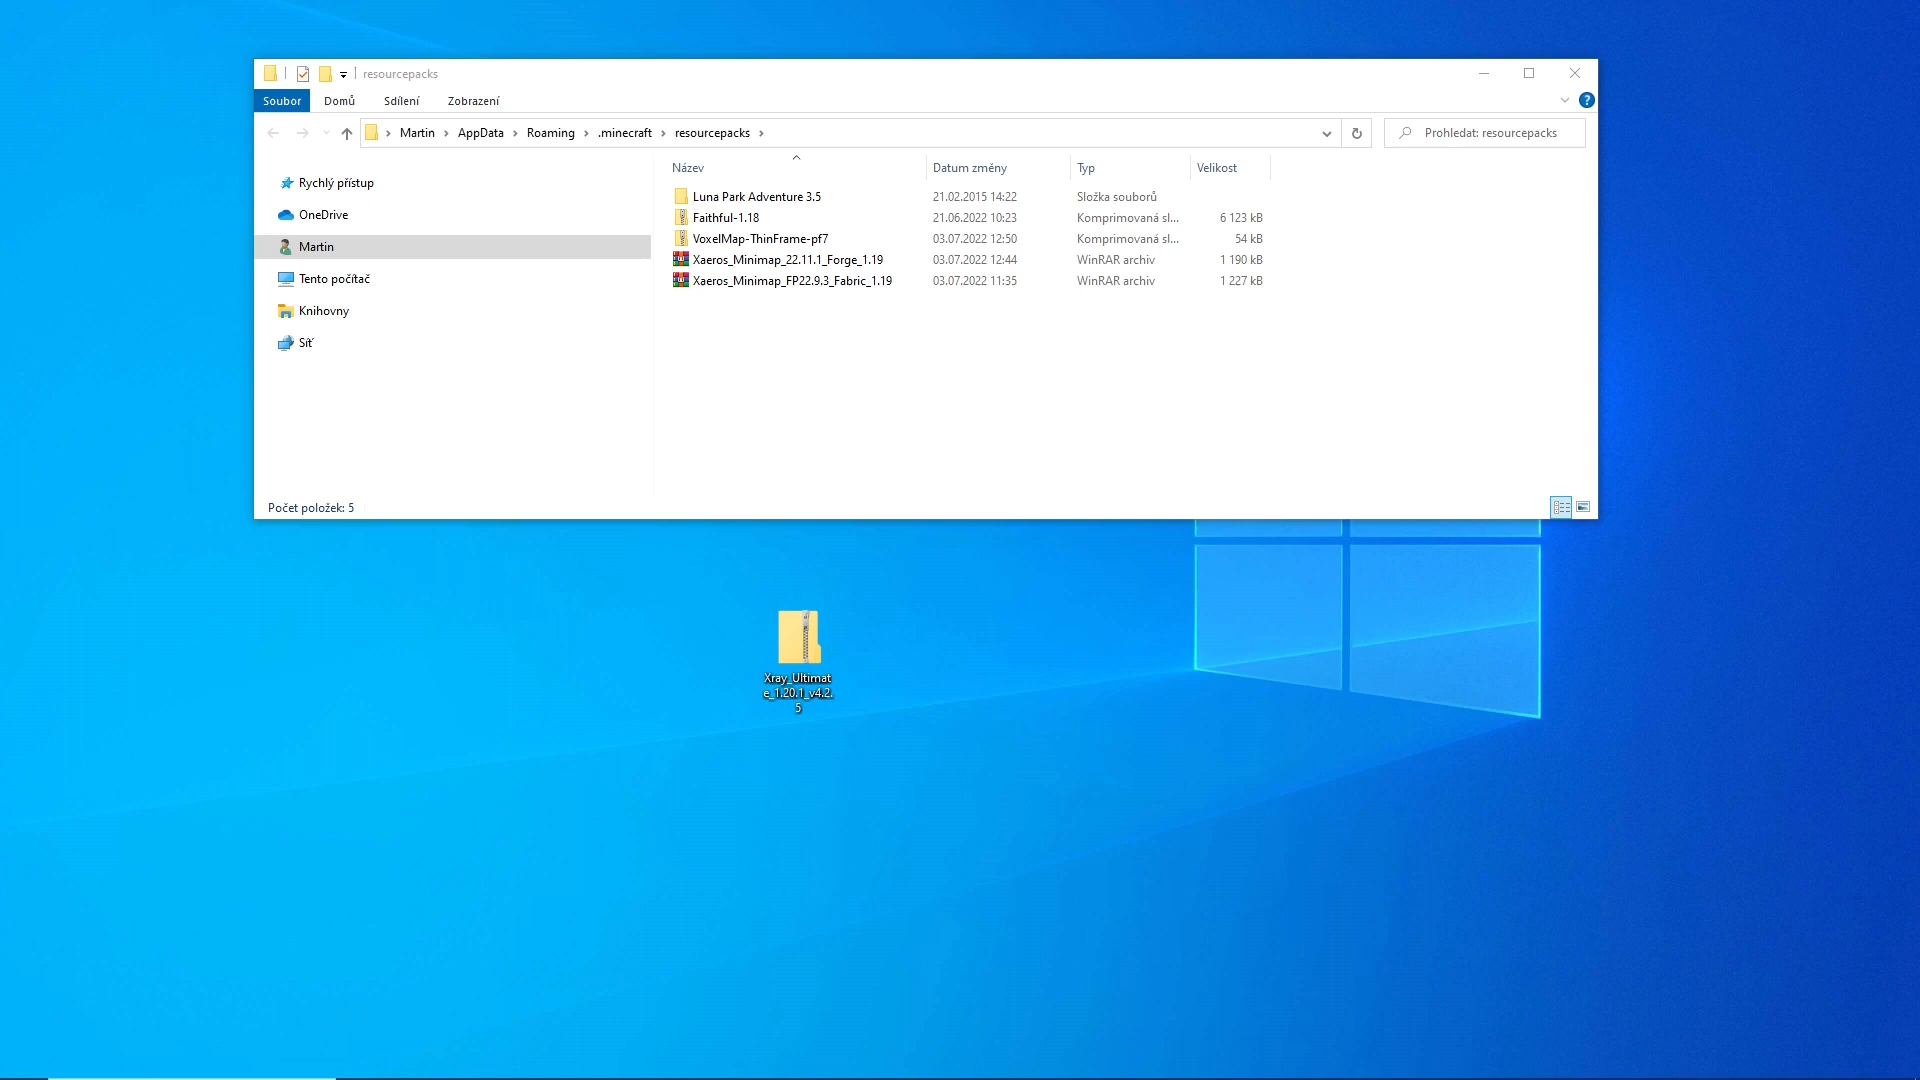 resourcepacks
Soubor Domů Sdílení Zobrazení ?
Martin AppData Roaming .minecraft resourcepacks Prohledat: resourcepacks
Název Datum změny Typ Velikost
Rychlý přístup
OneDrive
Martin
Tento počítač
Knihovny
Síť
Luna Park Adventure 3.5 21.02.2015 14:22 Složka souborů
Faithful-1.18 21.06.2022 10:23 Komprimovaná sl... 6 123 kB
VoxelMap-ThinFrame-pf7 03.07.2022 12:50 Komprimovaná sl... 54 kB
Xaeros_Minimap_22.11.1_Forge_1.19 03.07.2022 12:44 WinRAR archiv 1 190 kB
Xaeros_Minimap_FP22.9.3_Fabric_1.19 03.07.2022 11:35 WinRAR archiv 1 227 kB
Počet položek: 5
Xray_Ultimat
e_1.20.1_v4.2.
5